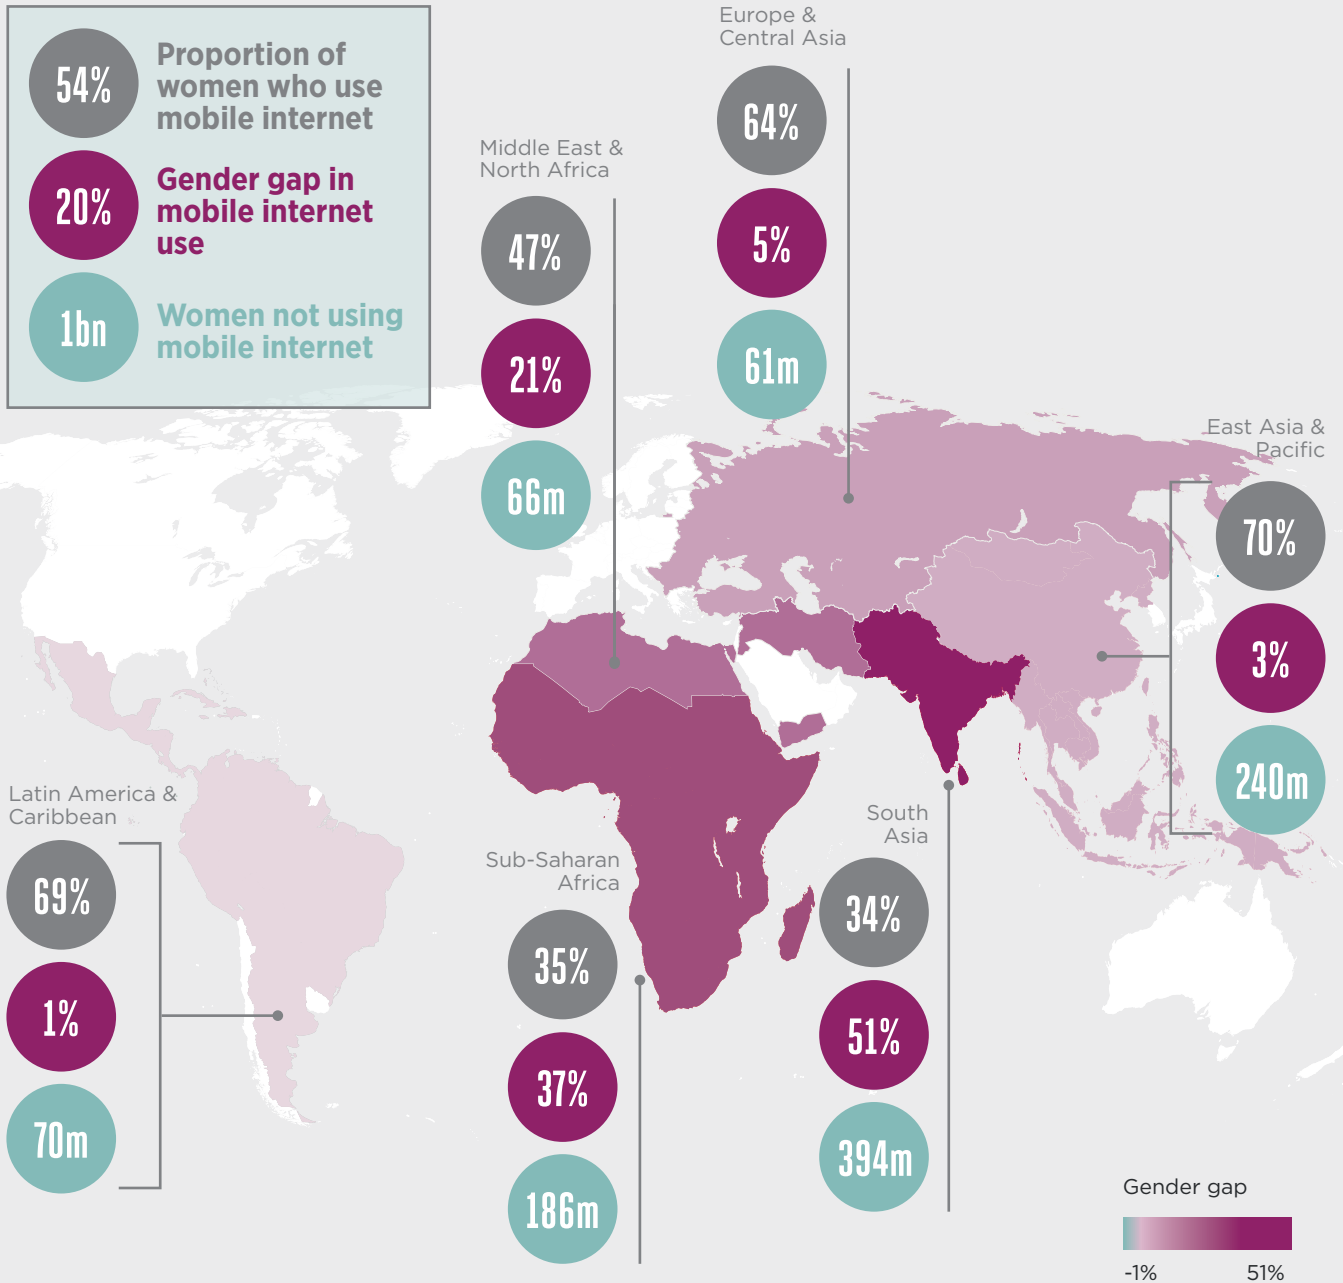 54%
Proportion of
women who use
mobile internet
20%
Gender gap in
mobile internet
use
1bn
Women not using
mobile internet
Middle East &
North Africa
47%
21%
66m
Europe &
Central Asia
64%
5%
61m
East Asia &
Pacific
70%
3%
240m
Latin America &
Caribbean
69%
1%
70m
Sub-Saharan
Africa
35%
37%
186m
South
Asia
34%
51%
394m
Gender gap
-1% 51%